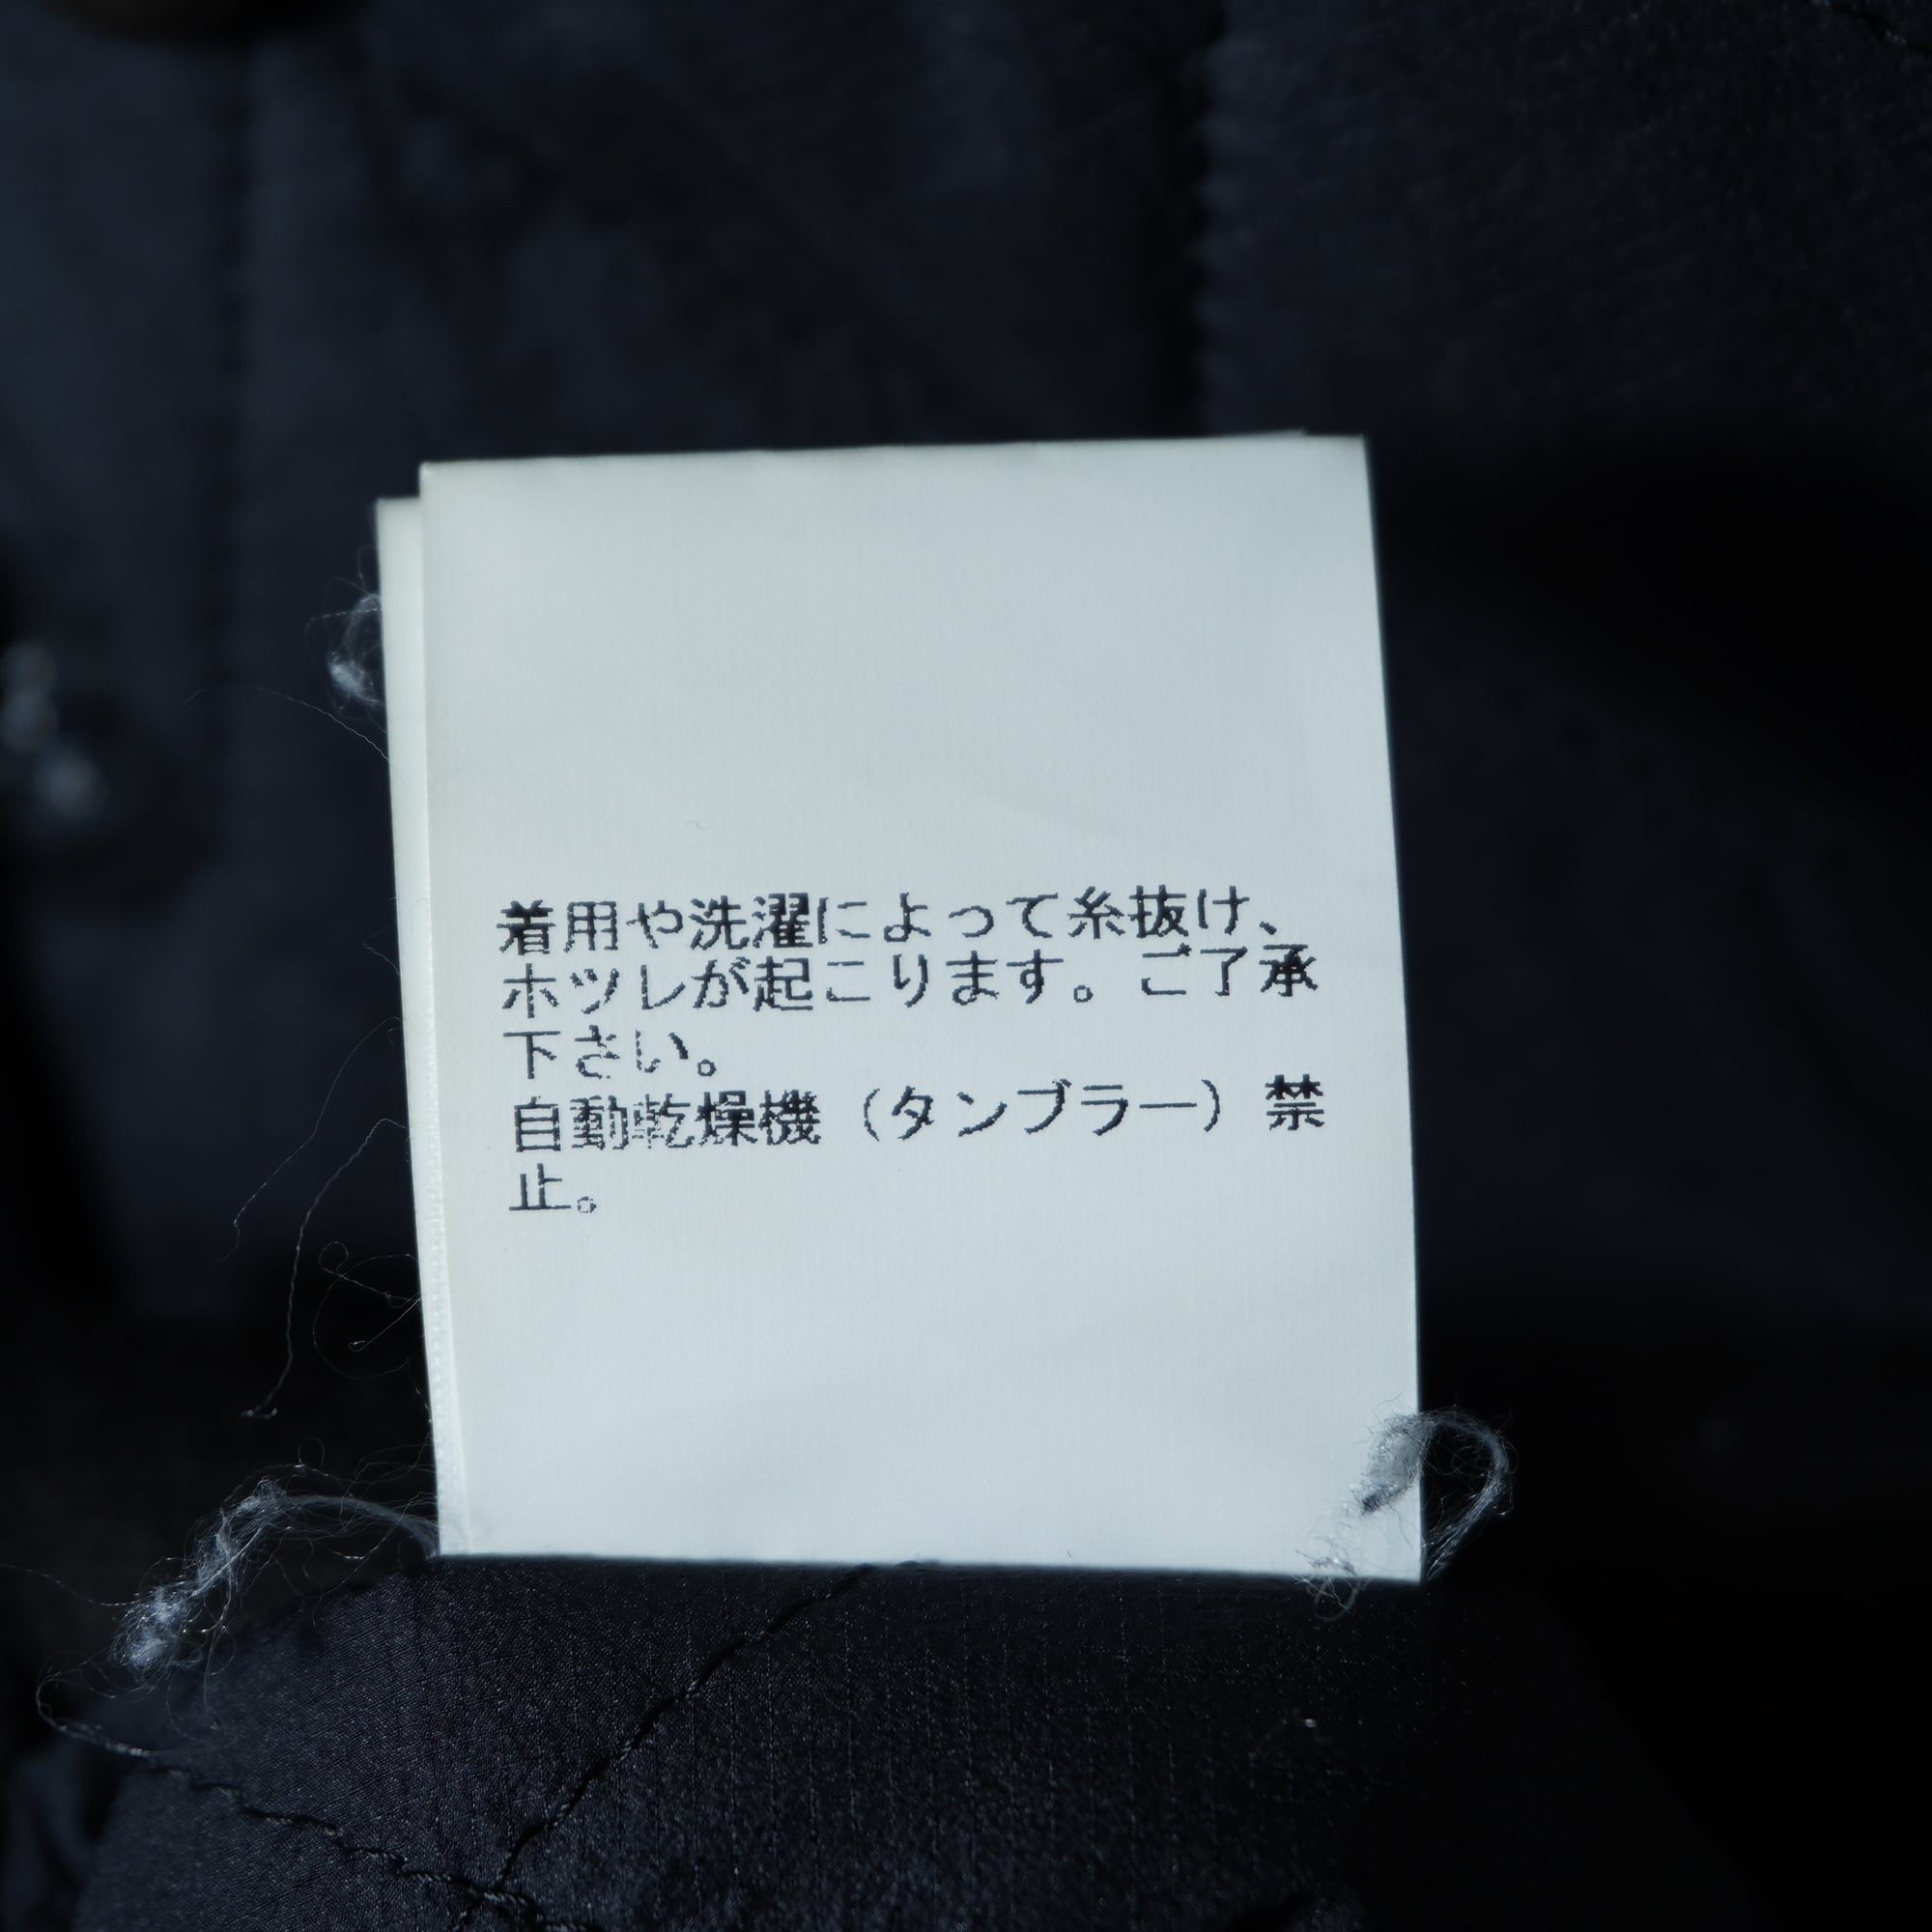 着用や洗濯によって糸抜け、
ホツレが起こります。ご了承
下さい。
自動乾燥機（タンブラー）禁
止。